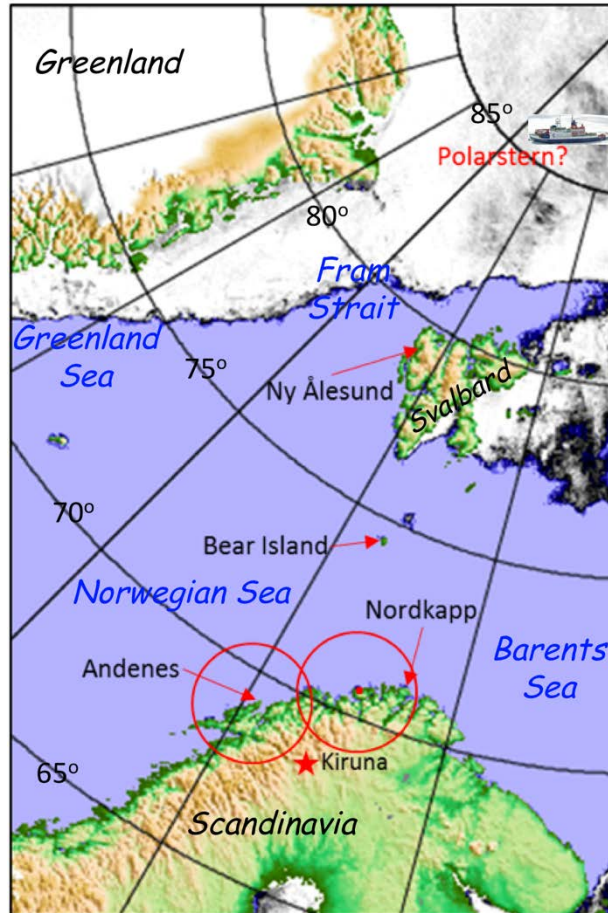 Greenland
85°
Polarstern?
80°
Fram
Strait
Greenland
Sea
75°
Ny Ålesund
Svalbard
70°
Bear Island
Norwegian Sea
Nordkapp
Andenes
Barents
Sea
65°
Kiruna
Scandinavia